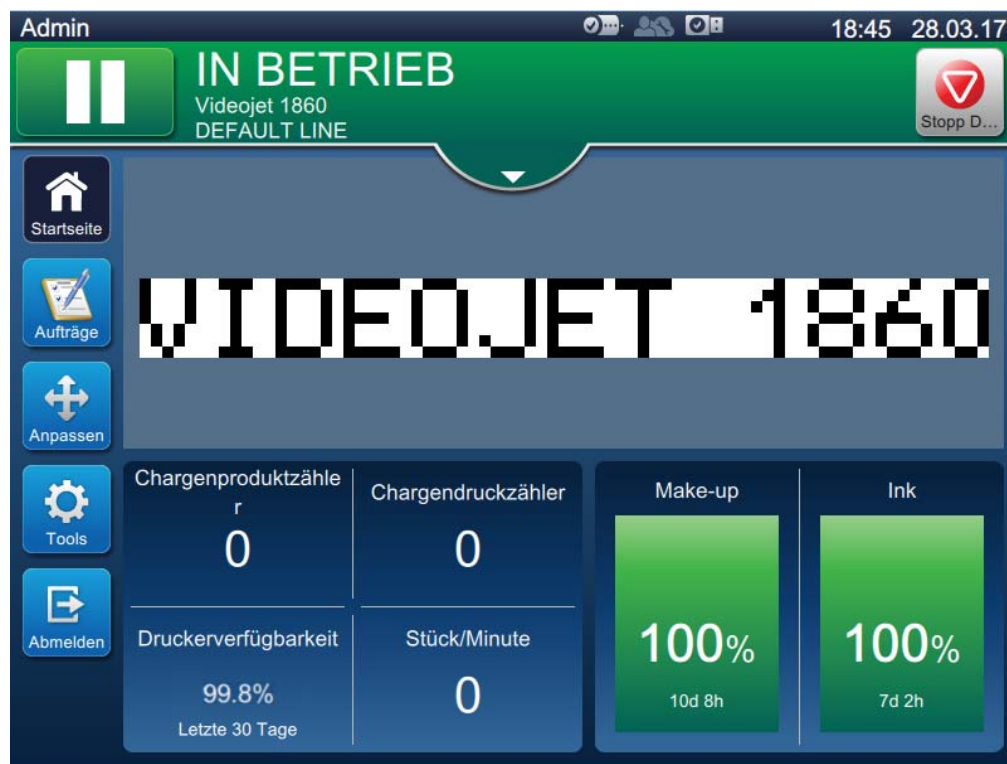 Admin
18:45 28.03.17
IN BETRIEB
Videojet 1860
DEFAULT LINE
Stopp D...
Startseite
Aufträge
Anpassen
Tools
Abmelden
VIDEOJET 1860
Chargenproduktzähle
r
0
Chargendruckzähler
0
Druckerverfügbarkeit
99.8%
Letzte 30 Tage
Stück/Minute
0
Make-up
100%
10d 8h
Ink
100%
7d 2h